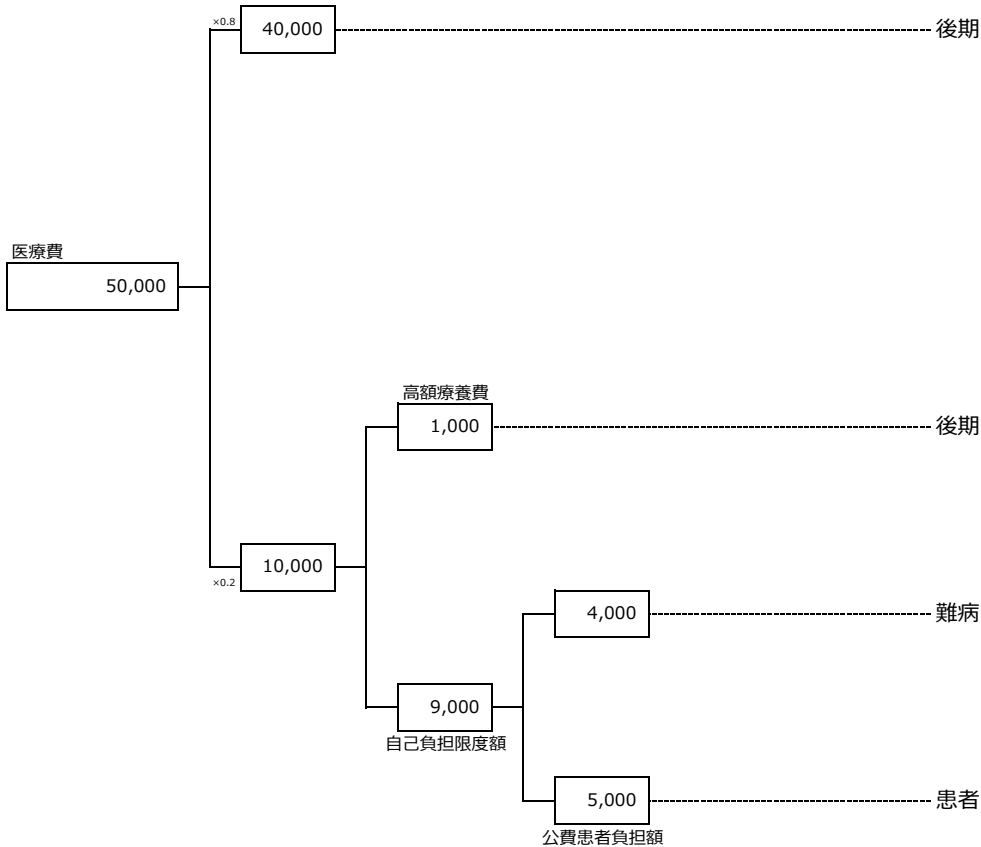 ×0.8
40,000
後期
医療費
50,000
高額療養費
1,000
後期
10,000
×0.2
4,000
難病
9,000
自己負担限度額
5,000
患者
公費患者負担額